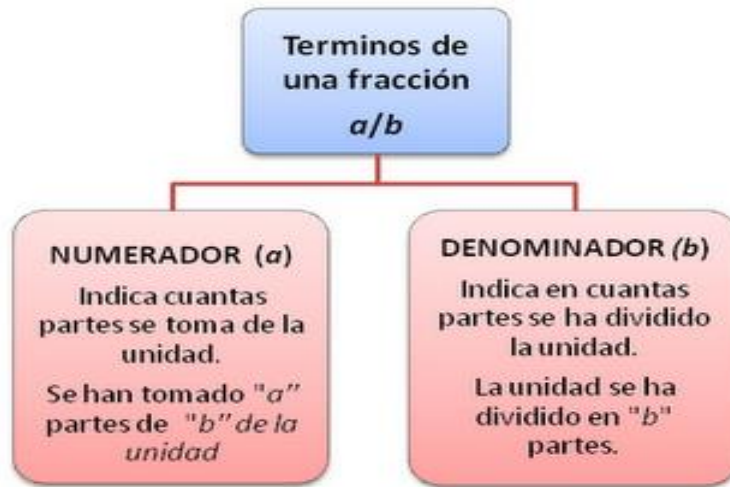 Terminos de
una fracción
a/b
NUMERADOR (a)
Indica cuantas
partes se toma de la
unidad.
Se han tomado "a"
partes de "b" de la
unidad
DENOMINADOR (b)
Indica en cuantas
partes se ha dividido
la unidad.
La unidad se ha
dividido en "b"
partes.